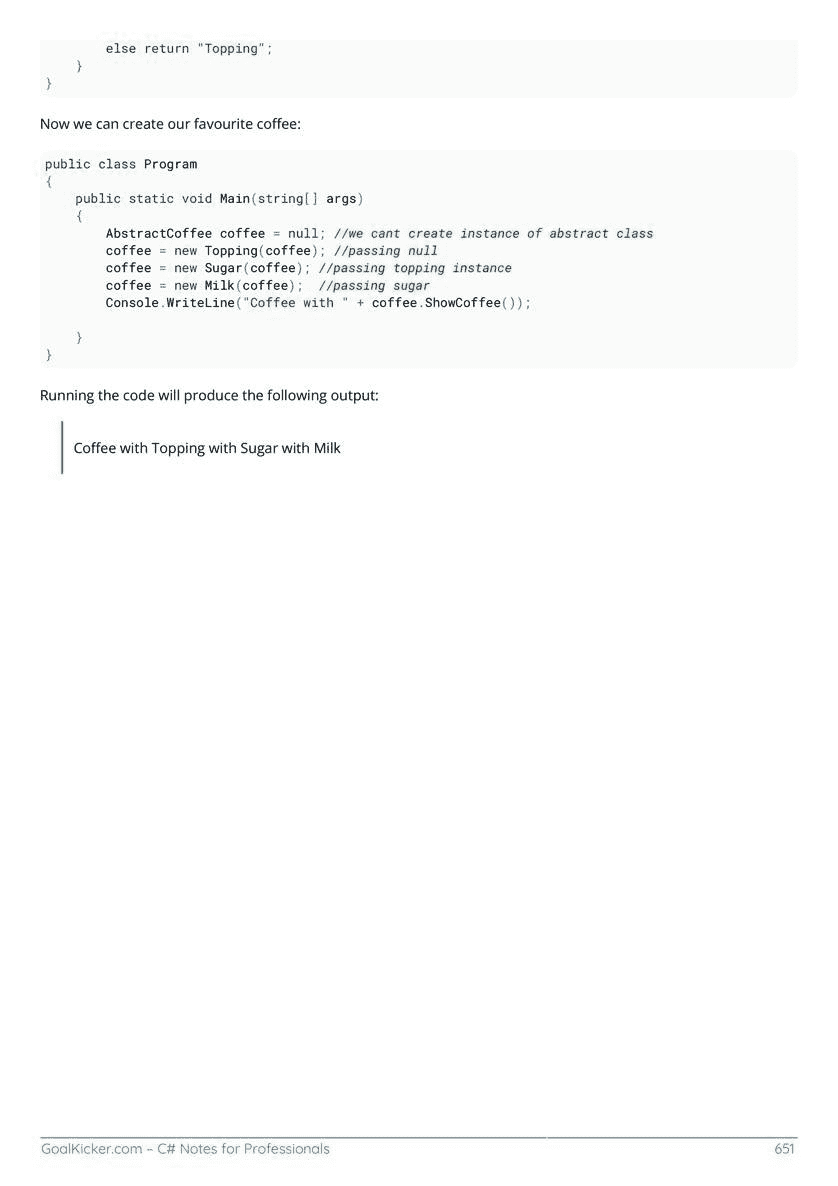 else return "Topping";
    }
}
Now we can create our favourite coffee:
public class Program
{
    public static void Main(string[] args)
    {
        AbstractCoffee coffee = null; //we cant create instance of abstract class
        coffee = new Topping(coffee); //passing null
        coffee = new Sugar(coffee); //passing topping instance
        coffee = new Milk(coffee);  //passing sugar
        Console.WriteLine("Coffee with " + coffee.ShowCoffee());
    }
}
Running the code will produce the following output:
Coffee with Topping with Sugar with Milk
GoalKicker.com – C# Notes for Professionals
651